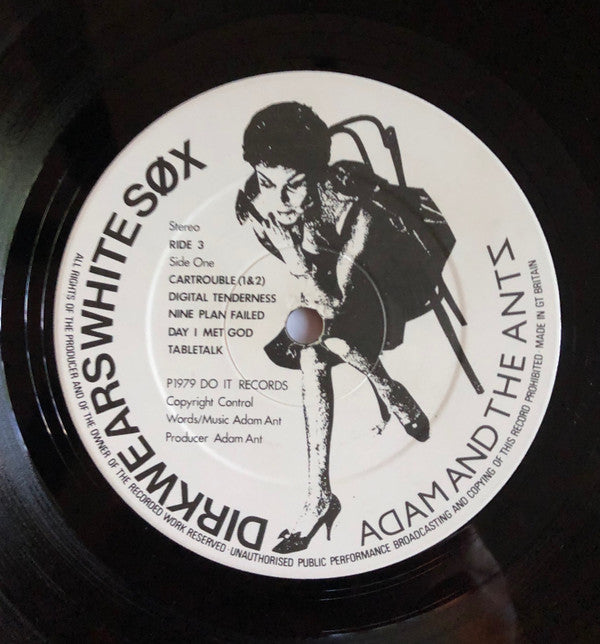 DIRKWEARSWHITESØX
Stereo
RIDE 3
Side One
CARTROUBLE (1&2)
DIGITAL TENDERNESS
NINE PLAN FAILED
DAY I MET GOD
TABLETALK
P1979 DO IT RECORDS
Copyright Control
Words/Music Adam Ant
Producer Adam Ant
ADAM AND THE ANTS
ALL RIGHTS OF THE PRODUCER AND OF THE OWNER OF THE RECORDED WORK RESERVED · UNAUTHORISED PUBLIC PERFORMANCE BROADCASTING AND COPYING OF THIS RECORD PROHIBITED · MADE IN GT BRITAIN